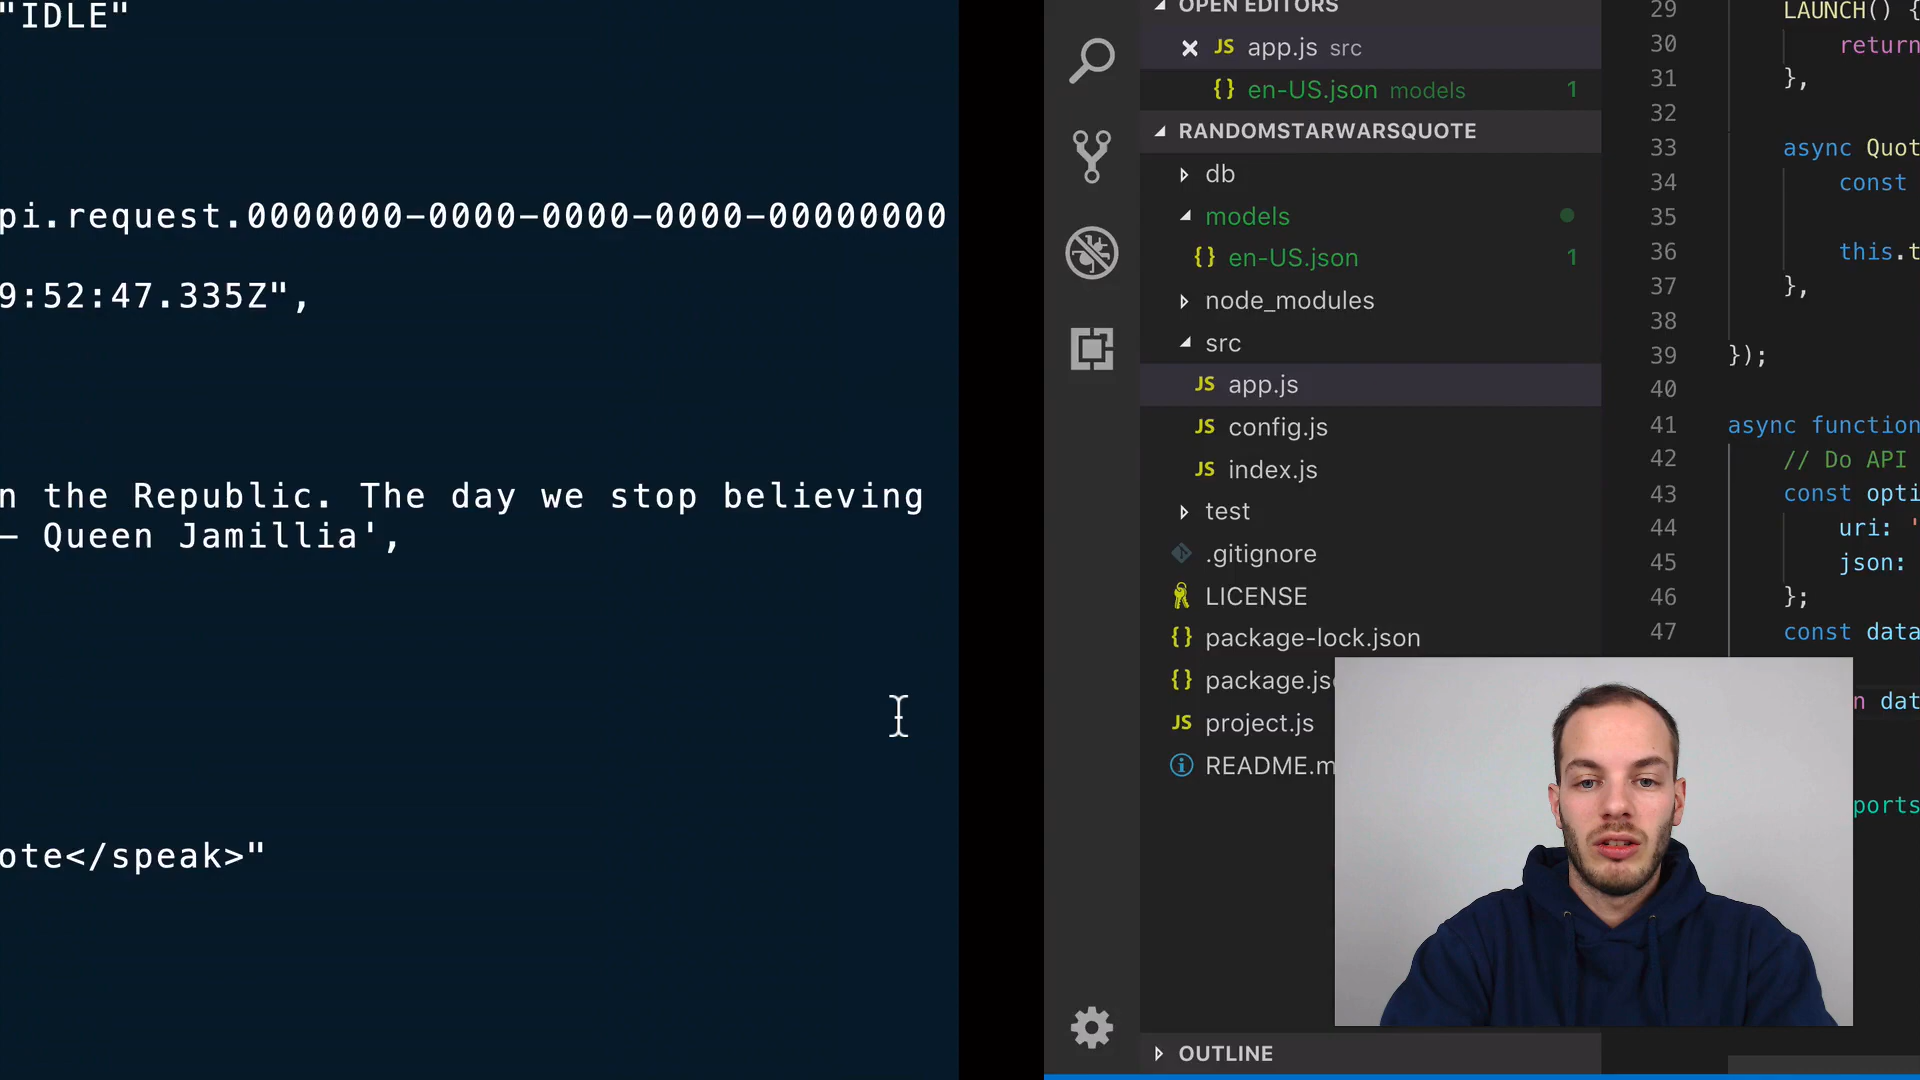 "IDLE"
pi.request.0000000-0000-0000-0000-00000000
9:52:47.335Z",
n the Republic. The day we stop believing
– Queen Jamillia',
ote</speak>"
OPEN EDITORS
app.js src
en-US.json models 1
RANDOMSTARWARSQUOTE
db
models
en-US.json 1
node_modules
src
app.js
config.js
index.js
test
.gitignore
LICENSE
package-lock.json
package.js
project.js
README.m
OUTLINE
29 LAUNCH() {
30 return
31 },
32
33 async Quot
34 const
35
36 this.t
37 },
38
39 });
40
41 async function
42 // Do API
43 const opti
44 uri: '
45 json:
46 };
47 const data
n dat
ports